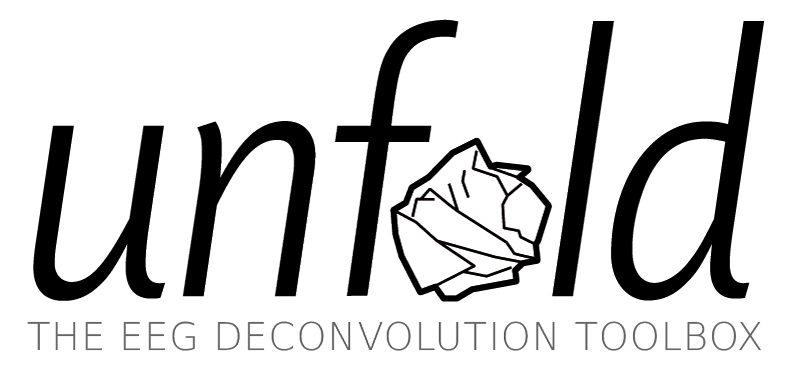 unfold
THE EEG DECONVOLUTION TOOLBOX